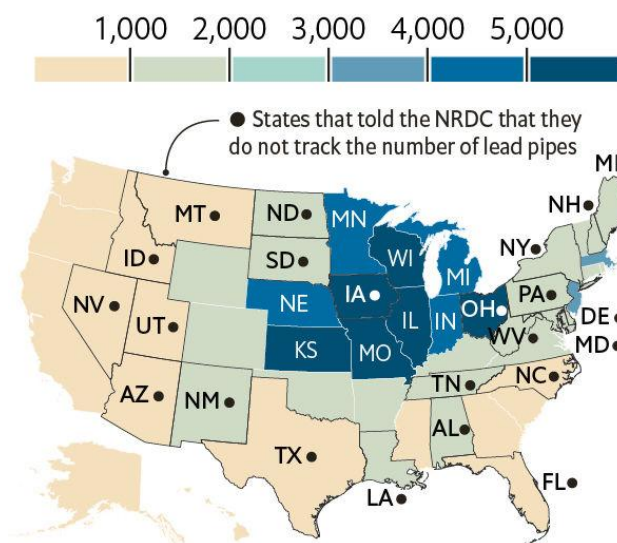 1,000 2,000 3,000 4,000 5,000
● States that told the NRDC that they
do not track the number of lead pipes
ME
NH●
MT● ND● MN
NY●
ID● SD● WI MI
NV● UT● NE IA● IL IN OH● PA●
DE●
WV●
MD●
KS MO
AZ● NM● TN● NC●
AL●
TX●
LA● FL●